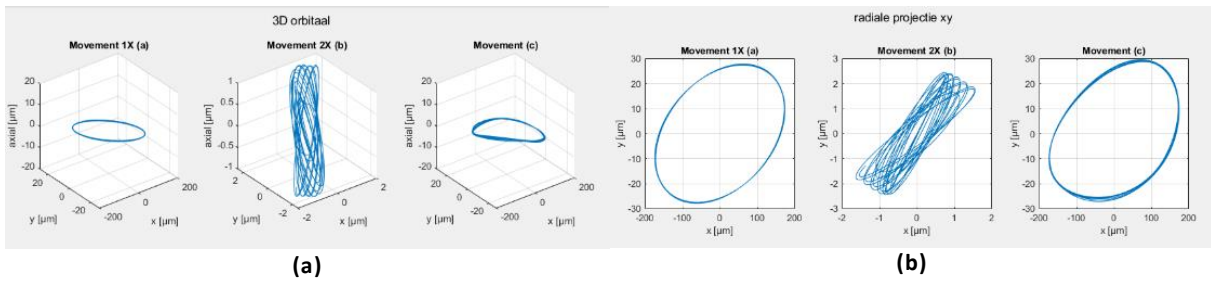 3D orbitaal
Movement 1X (a)
Movement 2X (b)
Movement (c)
20
10
0
-10
-20
axial [µm]
20
0
-20
y [µm]
-200
0
200
x [µm]
1
0.5
0
-0.5
-1
axial [µm]
2
0
-2
y [µm]
-2
0
2
x [µm]
20
10
0
-10
-20
axial [µm]
20
0
-20
y [µm]
-200
0
200
x [µm]
(a)
radiale projectie xy
Movement 1X (a)
Movement 2X (b)
Movement (c)
30
20
10
0
-10
-20
-30
y [µm]
-200 -100 0 100 200
x [µm]
3
2
1
0
-1
-2
-3
y [µm]
-2 -1 0 1 2
x [µm]
30
20
10
0
-10
-20
-30
y [µm]
-200 -100 0 100 200
x [µm]
(b)